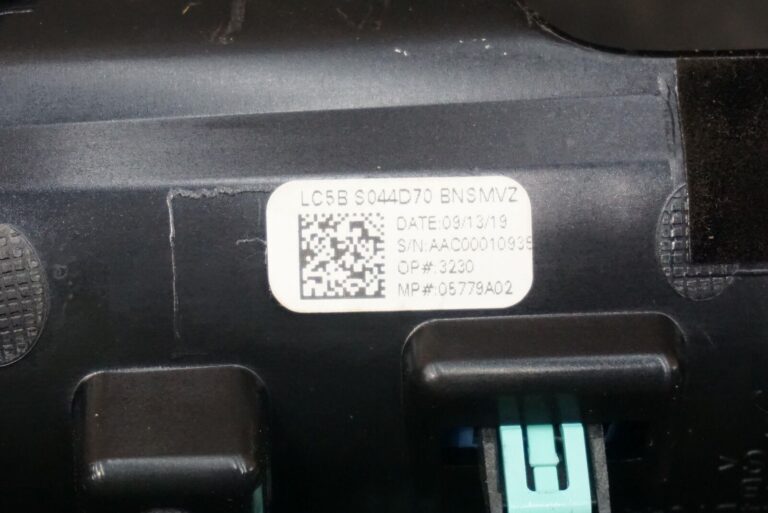 LC5B S044D70 BNSMVZ
DATE:09/13/19
S/N:AAC00010935
OP#:3230
MP#:05779A02